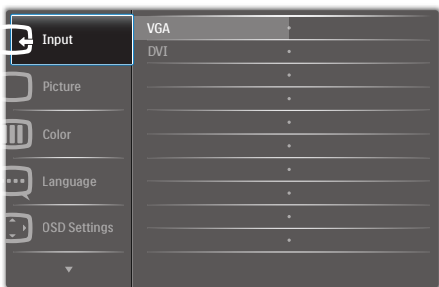 Input
VGA
DVI
Picture
Color
Language
OSD Settings